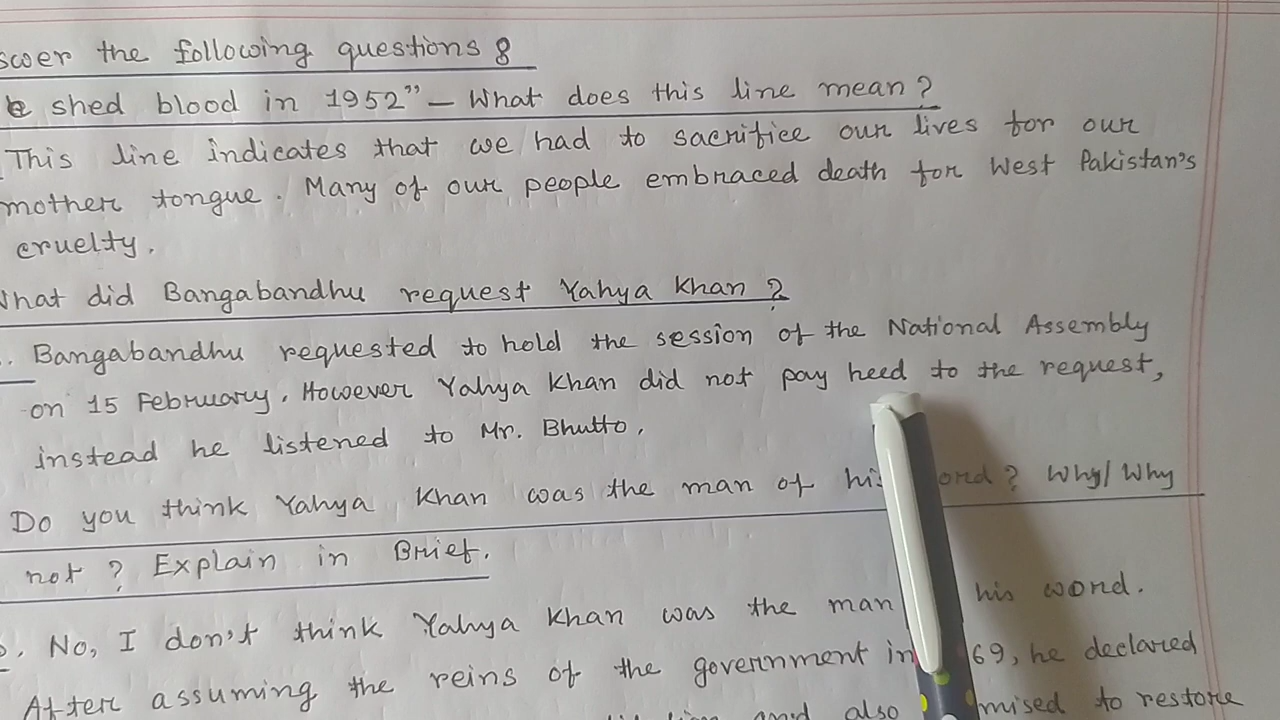 the following questions 8
shed blood in 1952" – What does this line mean?
This line indicates that we had to sacrifice our lives for our
mother tongue. Many of our people embraced death for West Pakistan's
cruelty.
What did Bangabandhu request Yahya Khan?
Bangabandhu requested to hold the session of the National Assembly
on 15 February. However Yahya Khan did not pay heed to the request,
instead he listened to Mr. Bhutto.
Do you think Yahya Khan was the man of Why/Why
not? Explain in Brief.
No, I don't think Yahya Khan was the man his word.
After assuming the reins of the government in 69, he declared
and also to restore